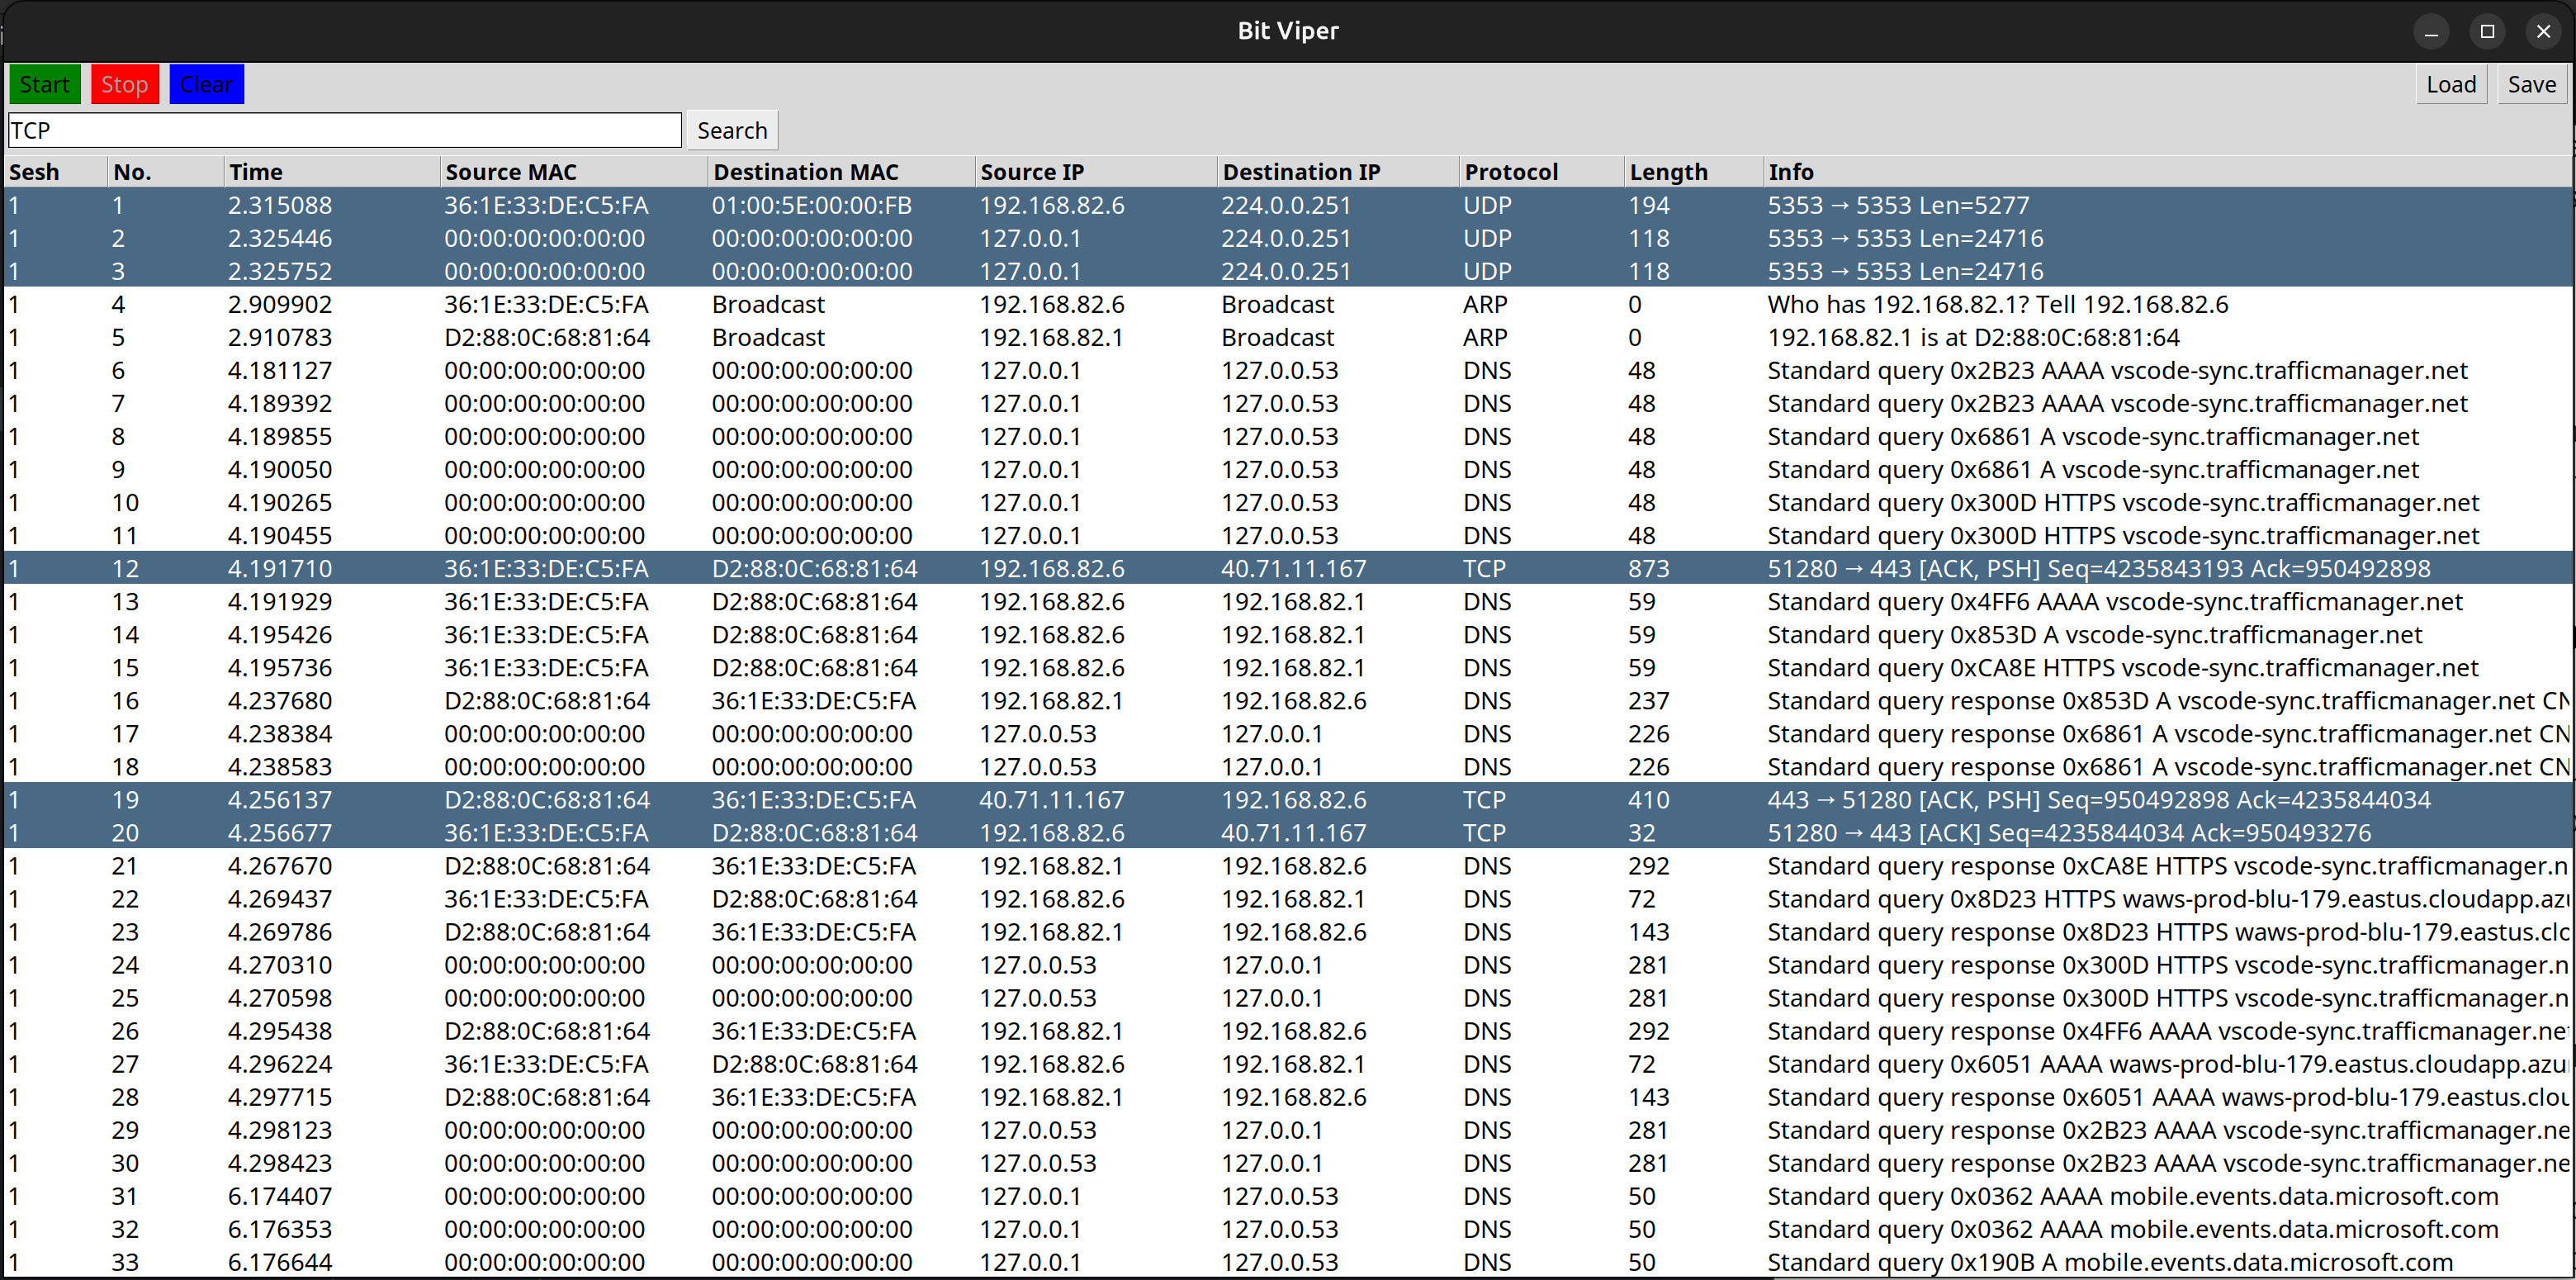 Bit Viper
Start Stop Clear Load Save
TCP Search
Sesh No. Time Source MAC Destination MAC Source IP Destination IP Protocol Length Info
1 1 2.315088 36:1E:33:DE:C5:FA 01:00:5E:00:00:FB 192.168.82.6 224.0.0.251 UDP 194 5353 → 5353 Len=5277
1 2 2.325446 00:00:00:00:00:00 00:00:00:00:00:00 127.0.0.1 224.0.0.251 UDP 118 5353 → 5353 Len=24716
1 3 2.325752 00:00:00:00:00:00 00:00:00:00:00:00 127.0.0.1 224.0.0.251 UDP 118 5353 → 5353 Len=24716
1 4 2.909902 36:1E:33:DE:C5:FA Broadcast 192.168.82.6 Broadcast ARP 0 Who has 192.168.82.1? Tell 192.168.82.6
1 5 2.910783 D2:88:0C:68:81:64 Broadcast 192.168.82.1 Broadcast ARP 0 192.168.82.1 is at D2:88:0C:68:81:64
1 6 4.181127 00:00:00:00:00:00 00:00:00:00:00:00 127.0.0.1 127.0.0.53 DNS 48 Standard query 0x2B23 AAAA vscode-sync.trafficmanager.net
1 7 4.189392 00:00:00:00:00:00 00:00:00:00:00:00 127.0.0.1 127.0.0.53 DNS 48 Standard query 0x2B23 AAAA vscode-sync.trafficmanager.net
1 8 4.189855 00:00:00:00:00:00 00:00:00:00:00:00 127.0.0.1 127.0.0.53 DNS 48 Standard query 0x6861 A vscode-sync.trafficmanager.net
1 9 4.190050 00:00:00:00:00:00 00:00:00:00:00:00 127.0.0.1 127.0.0.53 DNS 48 Standard query 0x6861 A vscode-sync.trafficmanager.net
1 10 4.190265 00:00:00:00:00:00 00:00:00:00:00:00 127.0.0.1 127.0.0.53 DNS 48 Standard query 0x300D HTTPS vscode-sync.trafficmanager.net
1 11 4.190455 00:00:00:00:00:00 00:00:00:00:00:00 127.0.0.1 127.0.0.53 DNS 48 Standard query 0x300D HTTPS vscode-sync.trafficmanager.net
1 12 4.191710 36:1E:33:DE:C5:FA D2:88:0C:68:81:64 192.168.82.6 40.71.11.167 TCP 873 51280 → 443 [ACK, PSH] Seq=4235843193 Ack=950492898
1 13 4.191929 36:1E:33:DE:C5:FA D2:88:0C:68:81:64 192.168.82.6 192.168.82.1 DNS 59 Standard query 0x4FF6 AAAA vscode-sync.trafficmanager.net
1 14 4.195426 36:1E:33:DE:C5:FA D2:88:0C:68:81:64 192.168.82.6 192.168.82.1 DNS 59 Standard query 0x853D A vscode-sync.trafficmanager.net
1 15 4.195736 36:1E:33:DE:C5:FA D2:88:0C:68:81:64 192.168.82.6 192.168.82.1 DNS 59 Standard query 0xCA8E HTTPS vscode-sync.trafficmanager.net
1 16 4.237680 D2:88:0C:68:81:64 36:1E:33:DE:C5:FA 192.168.82.1 192.168.82.6 DNS 237 Standard query response 0x853D A vscode-sync.trafficmanager.net CN
1 17 4.238384 00:00:00:00:00:00 00:00:00:00:00:00 127.0.0.53 127.0.0.1 DNS 226 Standard query response 0x6861 A vscode-sync.trafficmanager.net CN
1 18 4.238583 00:00:00:00:00:00 00:00:00:00:00:00 127.0.0.53 127.0.0.1 DNS 226 Standard query response 0x6861 A vscode-sync.trafficmanager.net CN
1 19 4.256137 D2:88:0C:68:81:64 36:1E:33:DE:C5:FA 40.71.11.167 192.168.82.6 TCP 410 443 → 51280 [ACK, PSH] Seq=950492898 Ack=4235844034
1 20 4.256677 36:1E:33:DE:C5:FA D2:88:0C:68:81:64 192.168.82.6 40.71.11.167 TCP 32 51280 → 443 [ACK] Seq=4235844034 Ack=950493276
1 21 4.267670 D2:88:0C:68:81:64 36:1E:33:DE:C5:FA 192.168.82.1 192.168.82.6 DNS 292 Standard query response 0xCA8E HTTPS vscode-sync.trafficmanager.n
1 22 4.269437 36:1E:33:DE:C5:FA D2:88:0C:68:81:64 192.168.82.6 192.168.82.1 DNS 72 Standard query 0x8D23 HTTPS waws-prod-blu-179.eastus.cloudapp.azu
1 23 4.269786 D2:88:0C:68:81:64 36:1E:33:DE:C5:FA 192.168.82.1 192.168.82.6 DNS 143 Standard query response 0x8D23 HTTPS waws-prod-blu-179.eastus.clc
1 24 4.270310 00:00:00:00:00:00 00:00:00:00:00:00 127.0.0.53 127.0.0.1 DNS 281 Standard query response 0x300D HTTPS vscode-sync.trafficmanager.n
1 25 4.270598 00:00:00:00:00:00 00:00:00:00:00:00 127.0.0.53 127.0.0.1 DNS 281 Standard query response 0x300D HTTPS vscode-sync.trafficmanager.n
1 26 4.295438 D2:88:0C:68:81:64 36:1E:33:DE:C5:FA 192.168.82.1 192.168.82.6 DNS 292 Standard query response 0x4FF6 AAAA vscode-sync.trafficmanager.ne
1 27 4.296224 36:1E:33:DE:C5:FA D2:88:0C:68:81:64 192.168.82.6 192.168.82.1 DNS 72 Standard query 0x6051 AAAA waws-prod-blu-179.eastus.cloudapp.azu
1 28 4.297715 D2:88:0C:68:81:64 36:1E:33:DE:C5:FA 192.168.82.1 192.168.82.6 DNS 143 Standard query response 0x6051 AAAA waws-prod-blu-179.eastus.clou
1 29 4.298123 00:00:00:00:00:00 00:00:00:00:00:00 127.0.0.53 127.0.0.1 DNS 281 Standard query response 0x2B23 AAAA vscode-sync.trafficmanager.ne
1 30 4.298423 00:00:00:00:00:00 00:00:00:00:00:00 127.0.0.53 127.0.0.1 DNS 281 Standard query response 0x2B23 AAAA vscode-sync.trafficmanager.ne
1 31 6.174407 00:00:00:00:00:00 00:00:00:00:00:00 127.0.0.1 127.0.0.53 DNS 50 Standard query 0x0362 AAAA mobile.events.data.microsoft.com
1 32 6.176353 00:00:00:00:00:00 00:00:00:00:00:00 127.0.0.1 127.0.0.53 DNS 50 Standard query 0x0362 AAAA mobile.events.data.microsoft.com
1 33 6.176644 00:00:00:00:00:00 00:00:00:00:00:00 127.0.0.1 127.0.0.53 DNS 50 Standard query 0x190B A mobile.events.data.microsoft.com